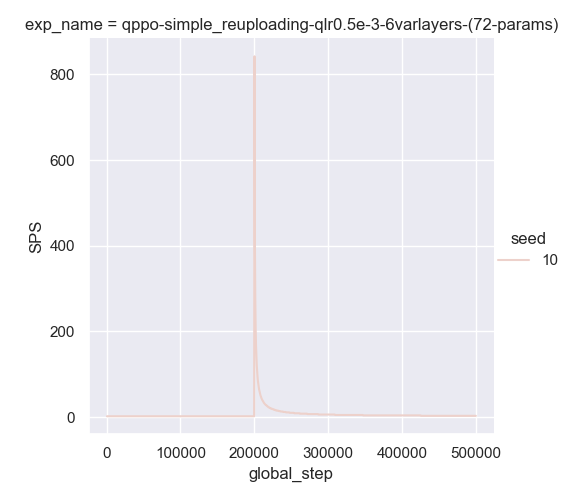 exp_name = qppo-simple_reuploading-qlr0.5e-3-6varlayers-(72-params)
800
600
400
200
0
SPS
seed
10
0 100000 200000 300000 400000 500000
global_step